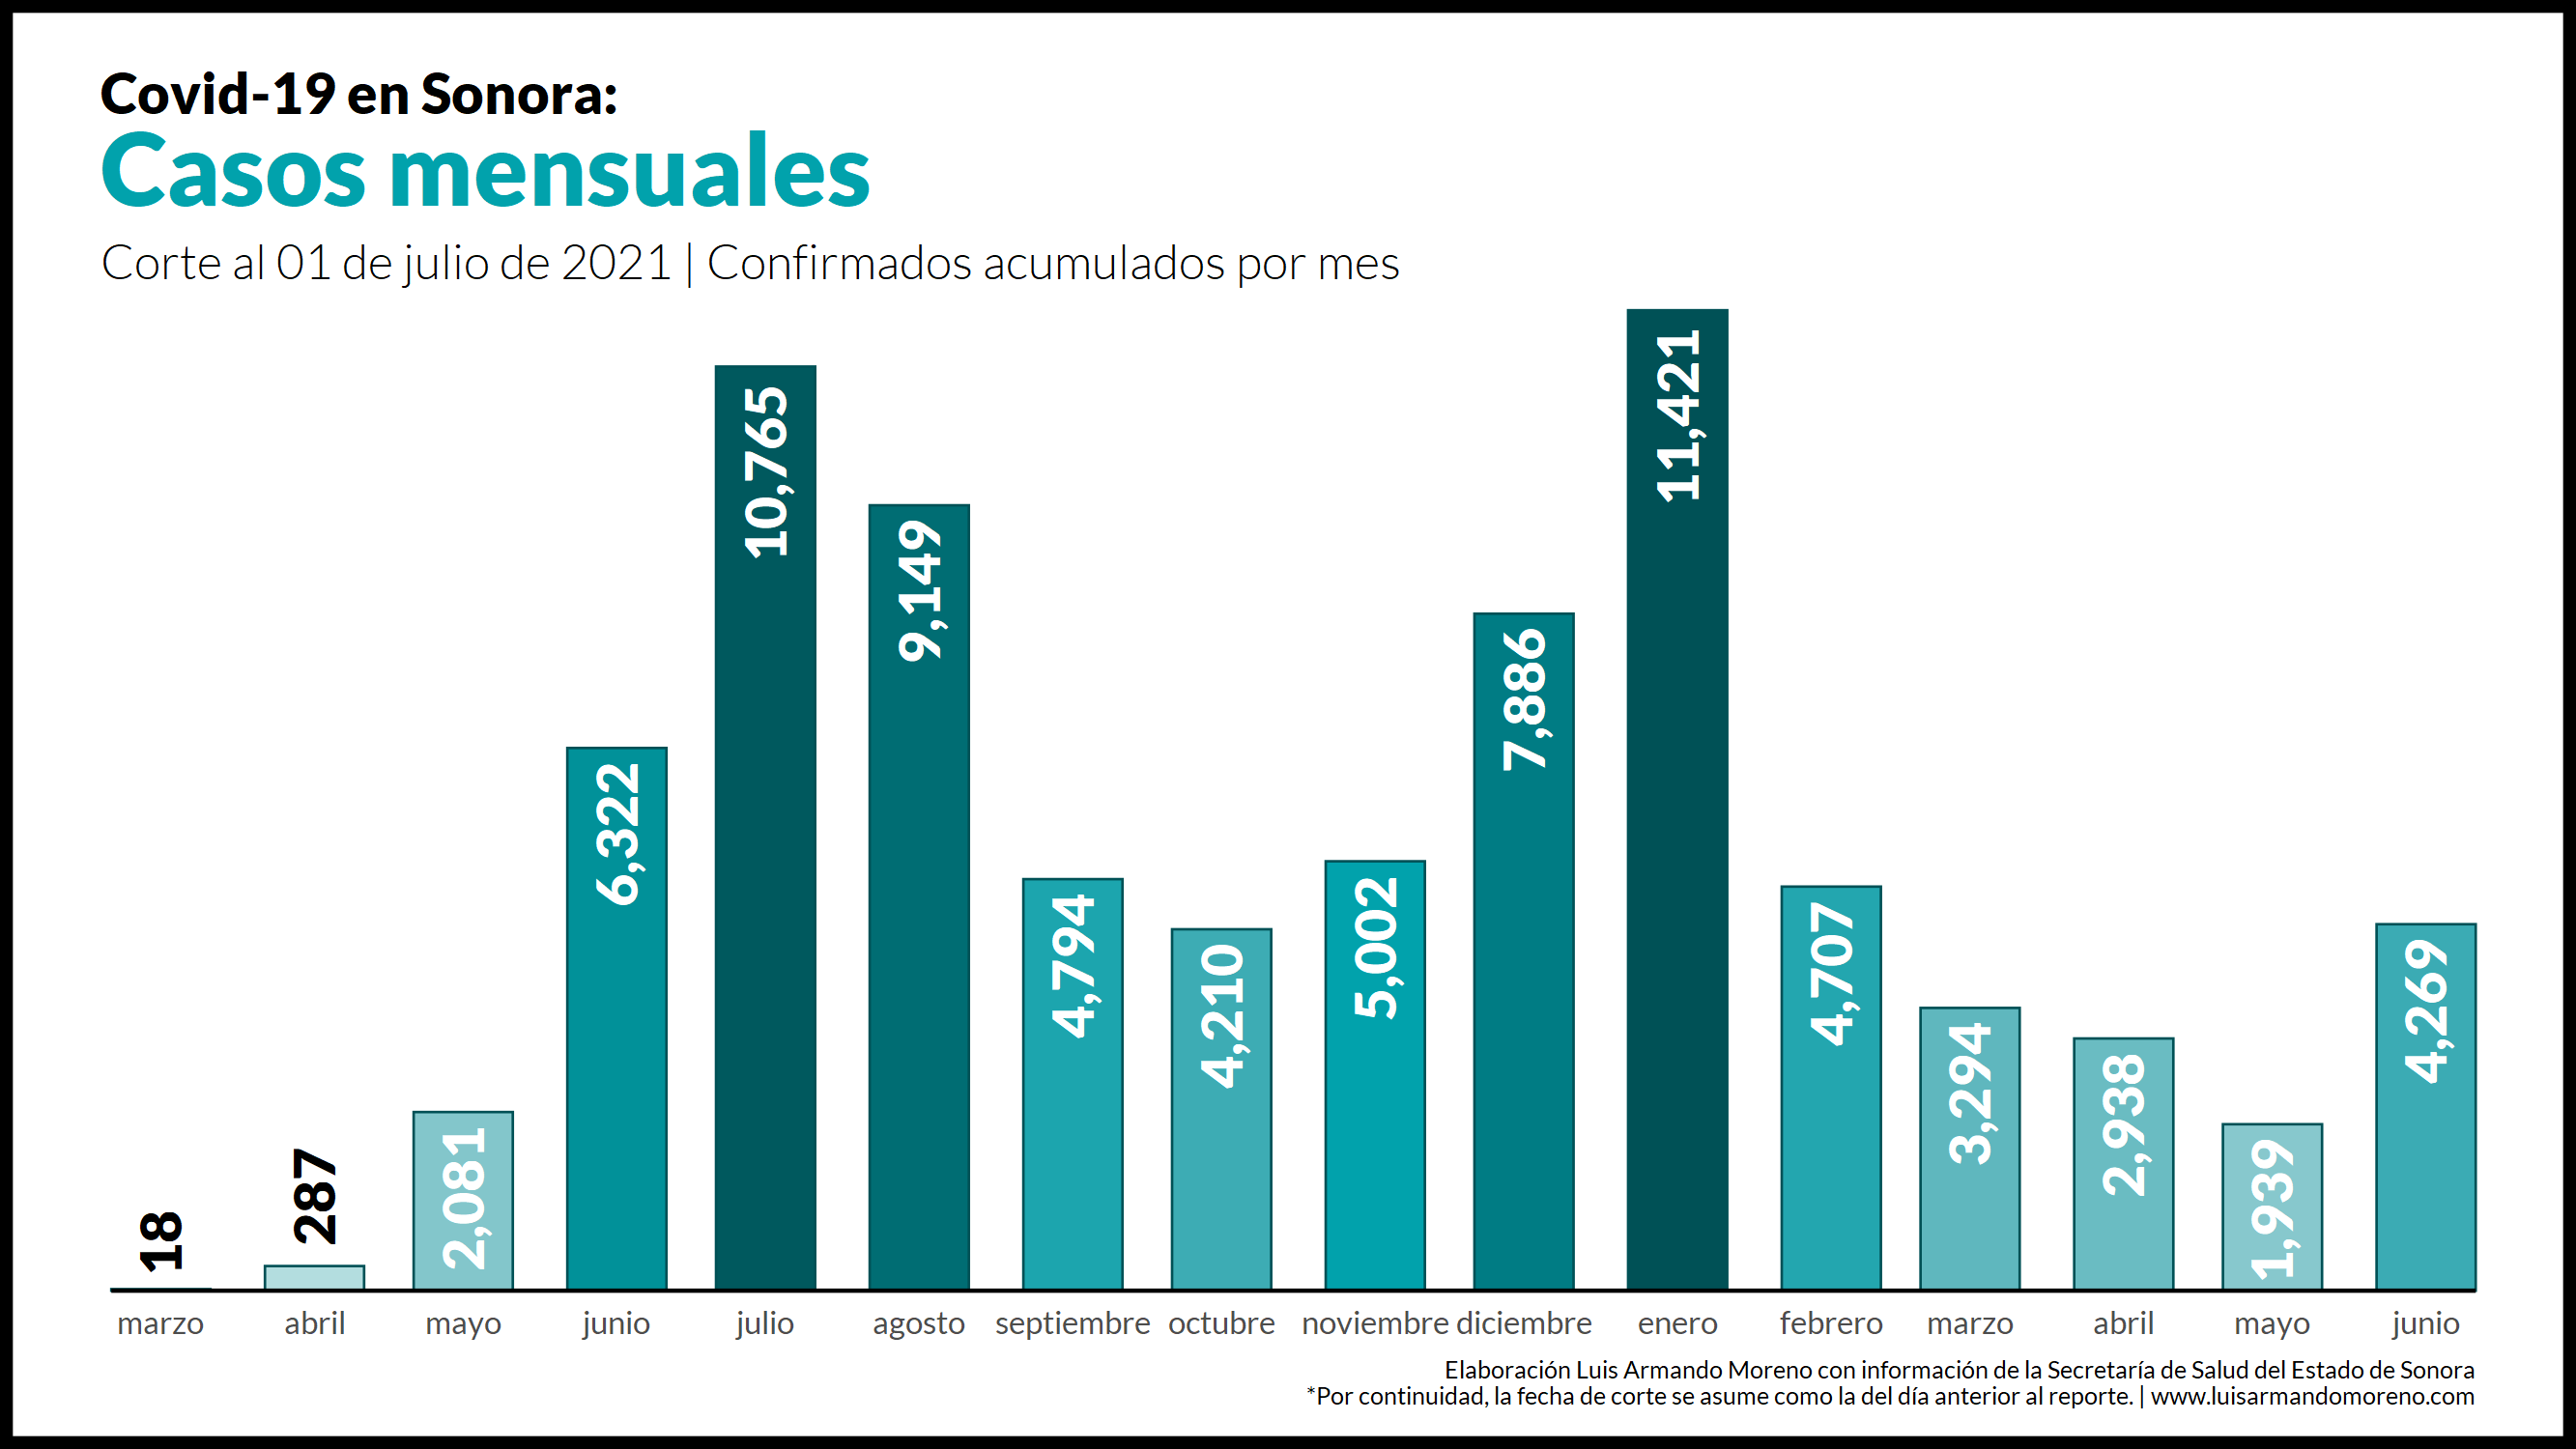 Covid-19 en Sonora:
Casos mensuales
Corte al 01 de julio de 2021 | Confirmados acumulados por mes
18
287
2,081
6,322
10,765
9,149
4,794
4,210
5,002
7,886
11,421
4,707
3,294
2,938
1,939
4,269
marzo abril mayo junio julio agosto septiembre octubre noviembre diciembre enero febrero marzo abril mayo junio
Elaboración Luis Armando Moreno con información de la Secretaría de Salud del Estado de Sonora
*Por continuidad, la fecha de corte se asume como la del día anterior al reporte. | www.luisarmandomoreno.com